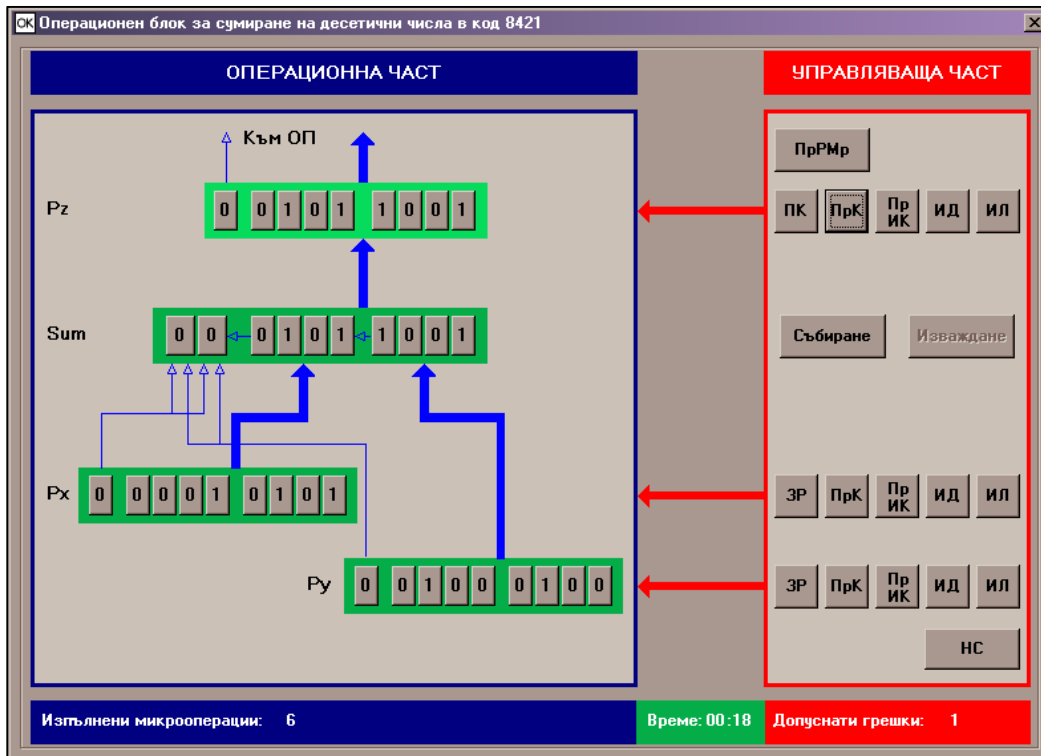 OK Операционен блок за сумиране на десетични числа в код 8421
ОПЕРАЦИОННА ЧАСТ
УПРАВЛЯВАЩА ЧАСТ
Към ОП
ПрРМр
Pz 0 0 1 0 1 1 0 0 1
ПК ПрК Пр ИК ИД ИЛ
Sum 0 0 0 1 0 1 1 0 0 1
Събиране Изваждане
Px 0 0 0 0 1 0 1 0 1
ЗР ПрК Пр ИК ИД ИЛ
Py 0 0 1 0 0 0 1 0 0
ЗР ПрК Пр ИК ИД ИЛ
НС
Изпълнени микрооперации: 6
Време: 00:18
Допуснати грешки: 1